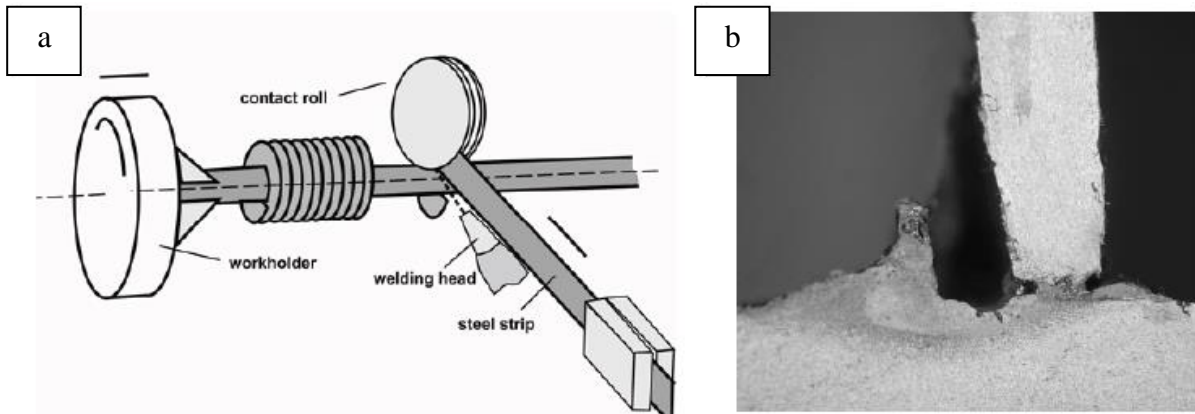 a
b
contact roll
workholder
welding head
steel strip